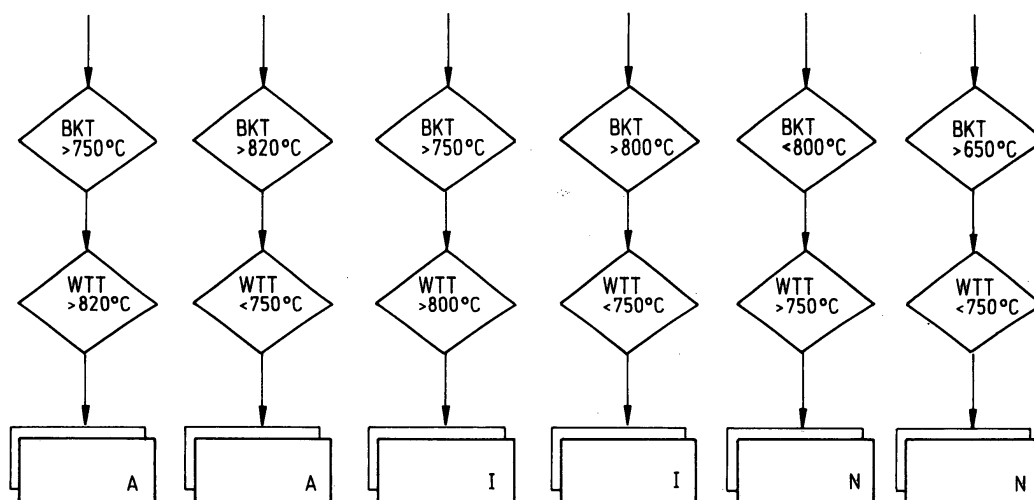 BKT
>750°C
BKT
>820°C
BKT
>750°C
BKT
>800°C
BKT
<800°C
BKT
>650°C
WTT
>820°C
WTT
<750°C
WTT
>800°C
WTT
<750°C
WTT
>750°C
WTT
<750°C
A
A
I
I
N
N